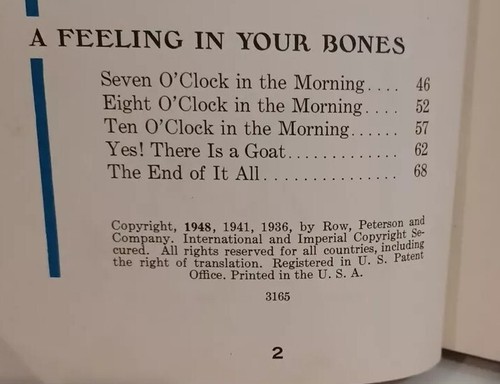 A FEELING IN YOUR BONES
Seven O'Clock in the Morning.... 46
Eight O'Clock in the Morning.... 52
Ten O'Clock in the Morning...... 57
Yes! There Is a Goat............. 62
The End of It All................ 68
Copyright, 1948, 1941, 1936, by Row, Peterson and
Company. International and Imperial Copyright Se-
cured. All rights reserved for all countries, including
the right of translation. Registered in U. S. Patent
Office. Printed in the U. S. A.
3165
2